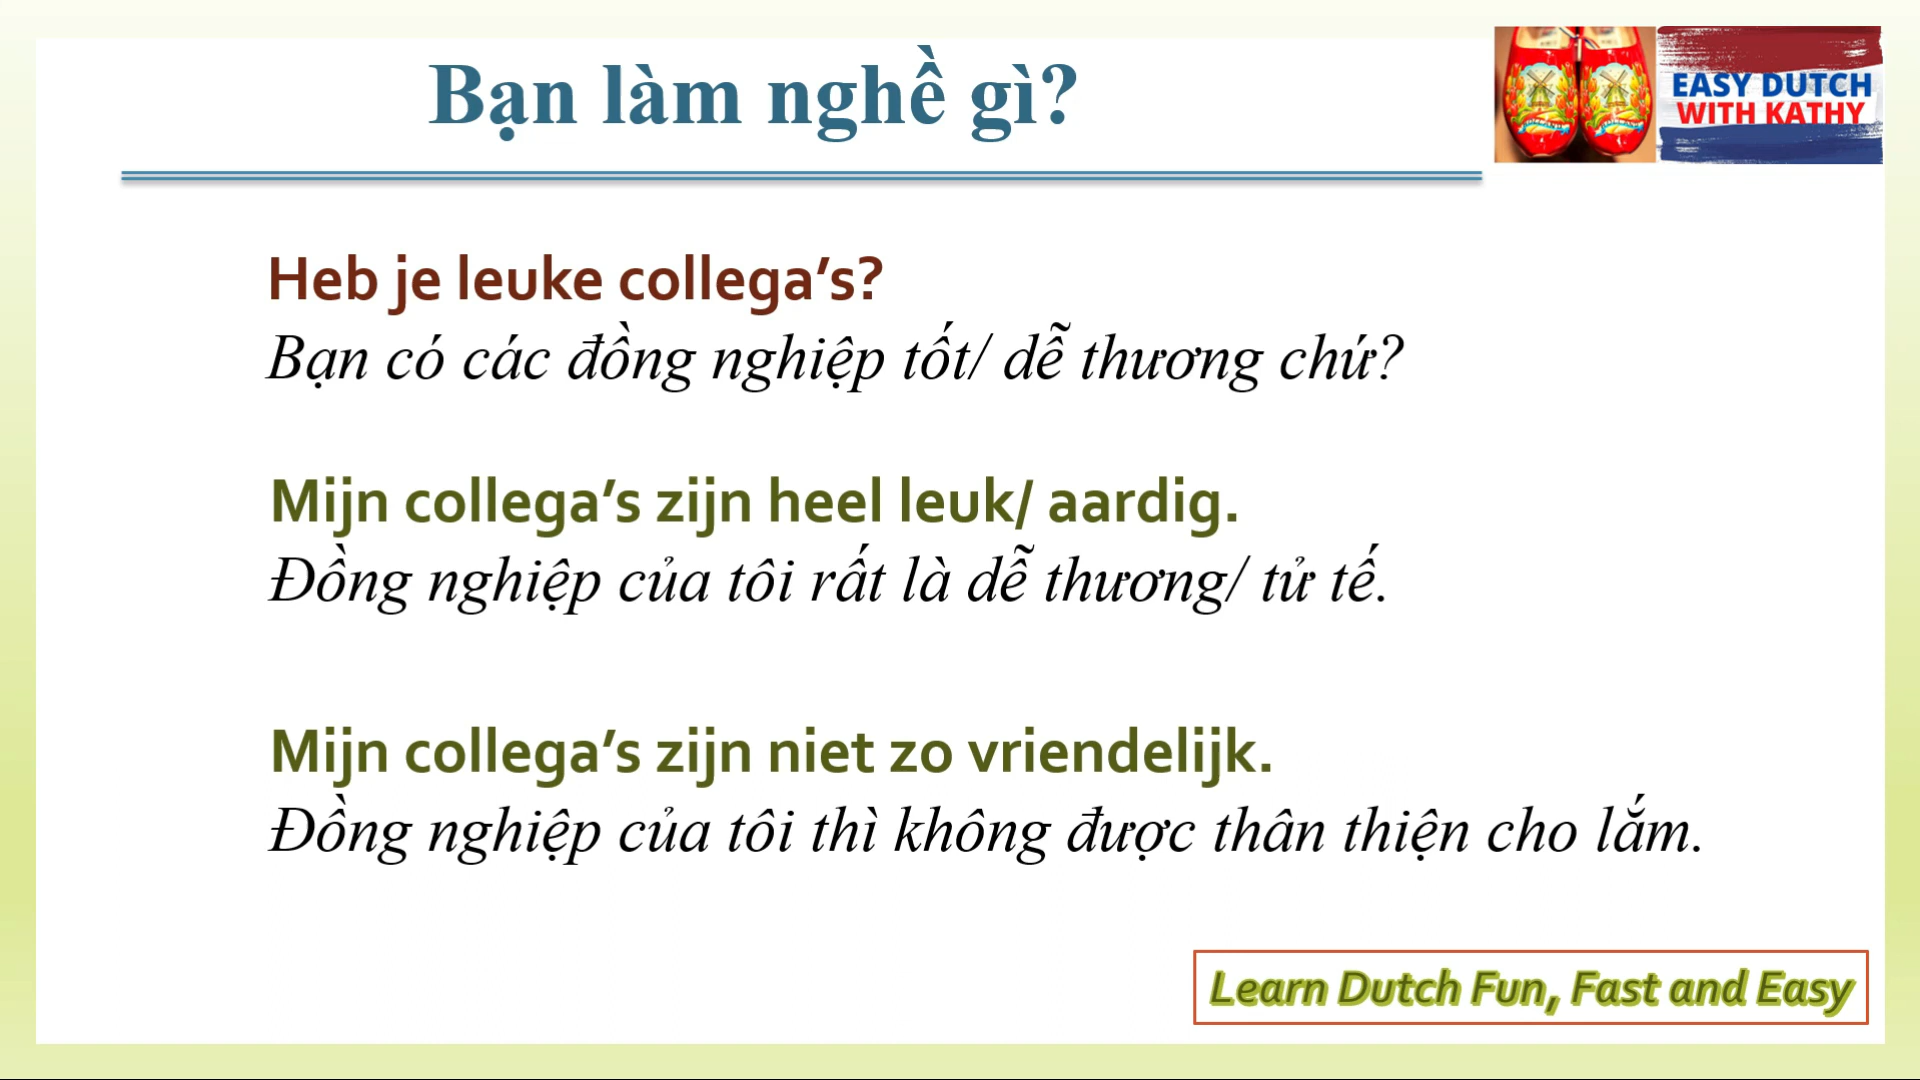 Bạn làm nghề gì?
EASY DUTCH
WITH KATHY
Heb je leuke collega’s?
Bạn có các đồng nghiệp tốt/ dễ thương chứ?
Mijn collega’s zijn heel leuk/ aardig.
Đồng nghiệp của tôi rất là dễ thương/ tử tế.
Mijn collega’s zijn niet zo vriendelijk.
Đồng nghiệp của tôi thì không được thân thiện cho lắm.
Learn Dutch Fun, Fast and Easy